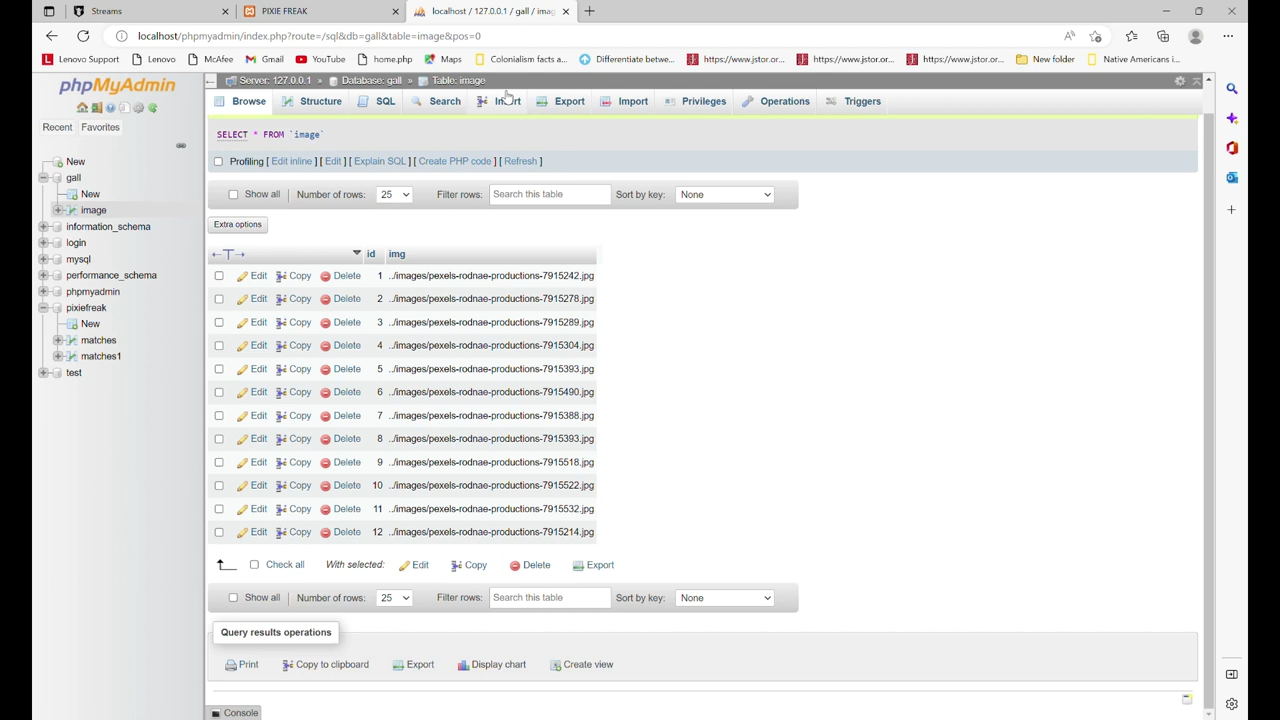 Streams
PIXIE FREAK
localhost / 127.0.0.1 / gall / imag
localhost/phpmyadmin/index.php?route=/sql&db=gall&table=image&pos=0
Lenovo Support
Lenovo
McAfee
Gmail
YouTube
home.php
Maps
Colonialism facts a...
Differentiate betwe...
https://www.jstor.or...
https://www.jstor.or...
https://www.jstor.or...
New folder
Native Americans i...
phpMyAdmin
Recent
Favorites
New
gall
New
image
information_schema
login
mysql
performance_schema
phpmyadmin
pixiefreak
New
matches
matches1
test
Server: 127.0.0.1 » Database: gall » Table: image
Browse
Structure
SQL
Search
Insert
Export
Import
Privileges
Operations
Triggers
SELECT * FROM `image`
Profiling [ Edit inline ] [ Edit ] [ Explain SQL ] [ Create PHP code ] [ Refresh ]
Show all
Number of rows: 25
Filter rows: Search this table
Sort by key: None
Extra options
id img
Edit Copy Delete 1 ../images/pexels-rodnae-productions-7915242.jpg
Edit Copy Delete 2 ../images/pexels-rodnae-productions-7915278.jpg
Edit Copy Delete 3 ../images/pexels-rodnae-productions-7915289.jpg
Edit Copy Delete 4 ../images/pexels-rodnae-productions-7915304.jpg
Edit Copy Delete 5 ../images/pexels-rodnae-productions-7915393.jpg
Edit Copy Delete 6 ../images/pexels-rodnae-productions-7915490.jpg
Edit Copy Delete 7 ../images/pexels-rodnae-productions-7915388.jpg
Edit Copy Delete 8 ../images/pexels-rodnae-productions-7915393.jpg
Edit Copy Delete 9 ../images/pexels-rodnae-productions-7915518.jpg
Edit Copy Delete 10 ../images/pexels-rodnae-productions-7915522.jpg
Edit Copy Delete 11 ../images/pexels-rodnae-productions-7915532.jpg
Edit Copy Delete 12 ../images/pexels-rodnae-productions-7915214.jpg
Check all
With selected:
Edit
Copy
Delete
Export
Show all
Number of rows: 25
Filter rows: Search this table
Sort by key: None
Query results operations
Print
Copy to clipboard
Export
Display chart
Create view
Console